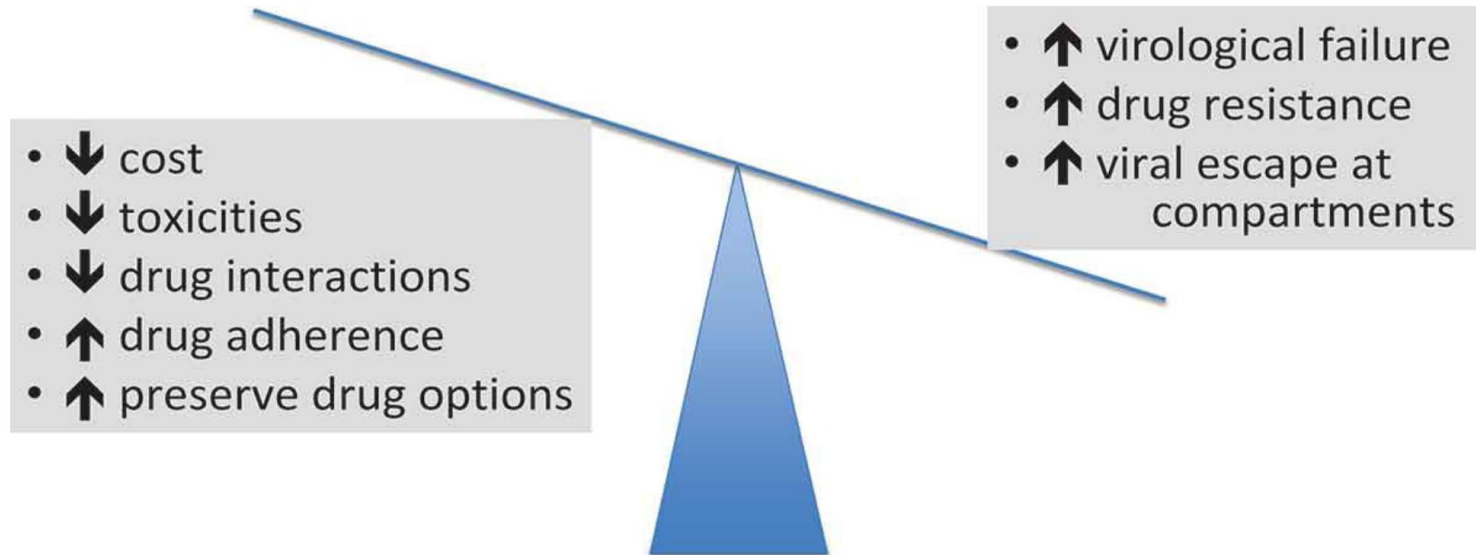 • ↓ cost
• ↓ toxicities
• ↓ drug interactions
• ↑ drug adherence
• ↑ preserve drug options
• ↑ virological failure
• ↑ drug resistance
• ↑ viral escape at
compartments